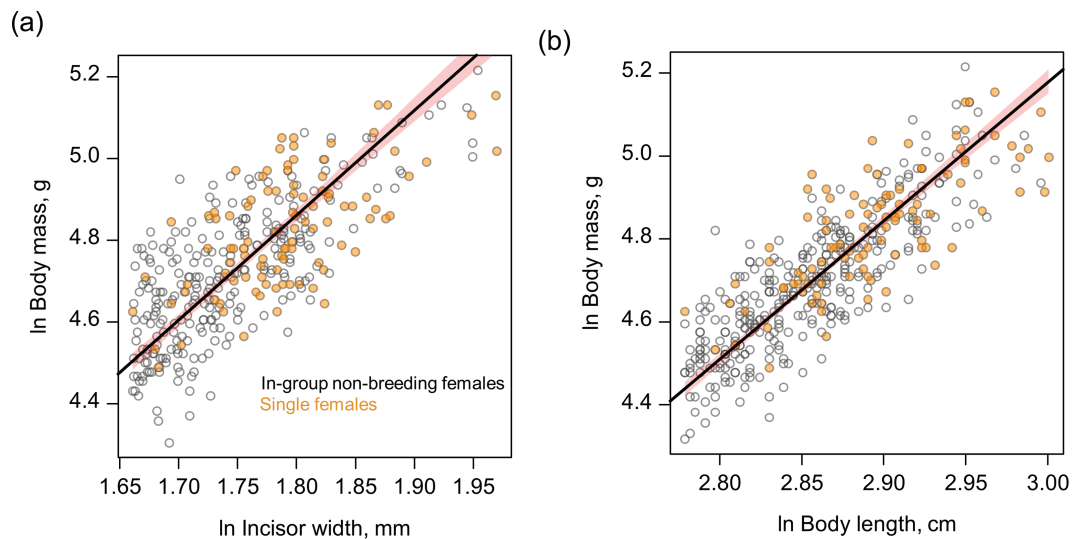 (a)
ln Body mass, g
5.2
5.0
4.8
4.6
4.4
In-group non-breeding females
Single females
1.65 1.70 1.75 1.80 1.85 1.90 1.95
ln Incisor width, mm
(b)
ln Body mass, g
5.2
5.0
4.8
4.6
4.4
2.80 2.85 2.90 2.95 3.00
ln Body length, cm